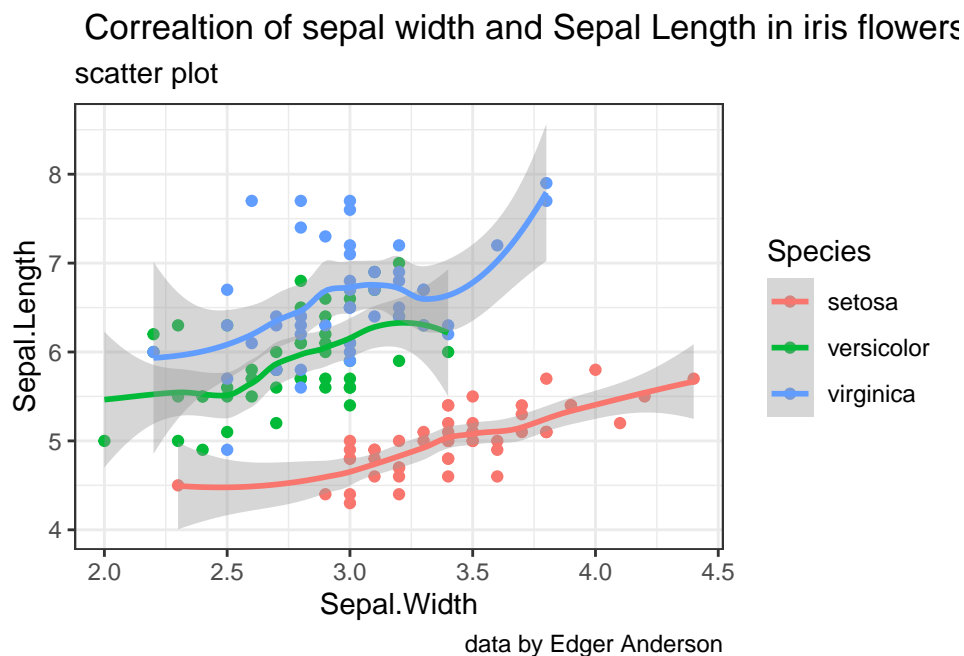 Correaltion of sepal width and Sepal Length in iris flowers
scatter plot
Sepal.Length
8
7
6
5
4
2.0 2.5 3.0 3.5 4.0 4.5
Sepal.Width
Species
setosa
versicolor
virginica
data by Edger Anderson